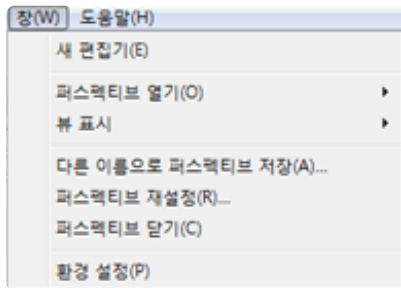 창(W) 도움말(H)
새 편집기(E)
퍼스펙티브 열기(O)
뷰 표시
다른 이름으로 퍼스펙티브 저장(A)...
퍼스펙티브 재설정(R)...
퍼스펙티브 닫기(C)
환경 설정(P)